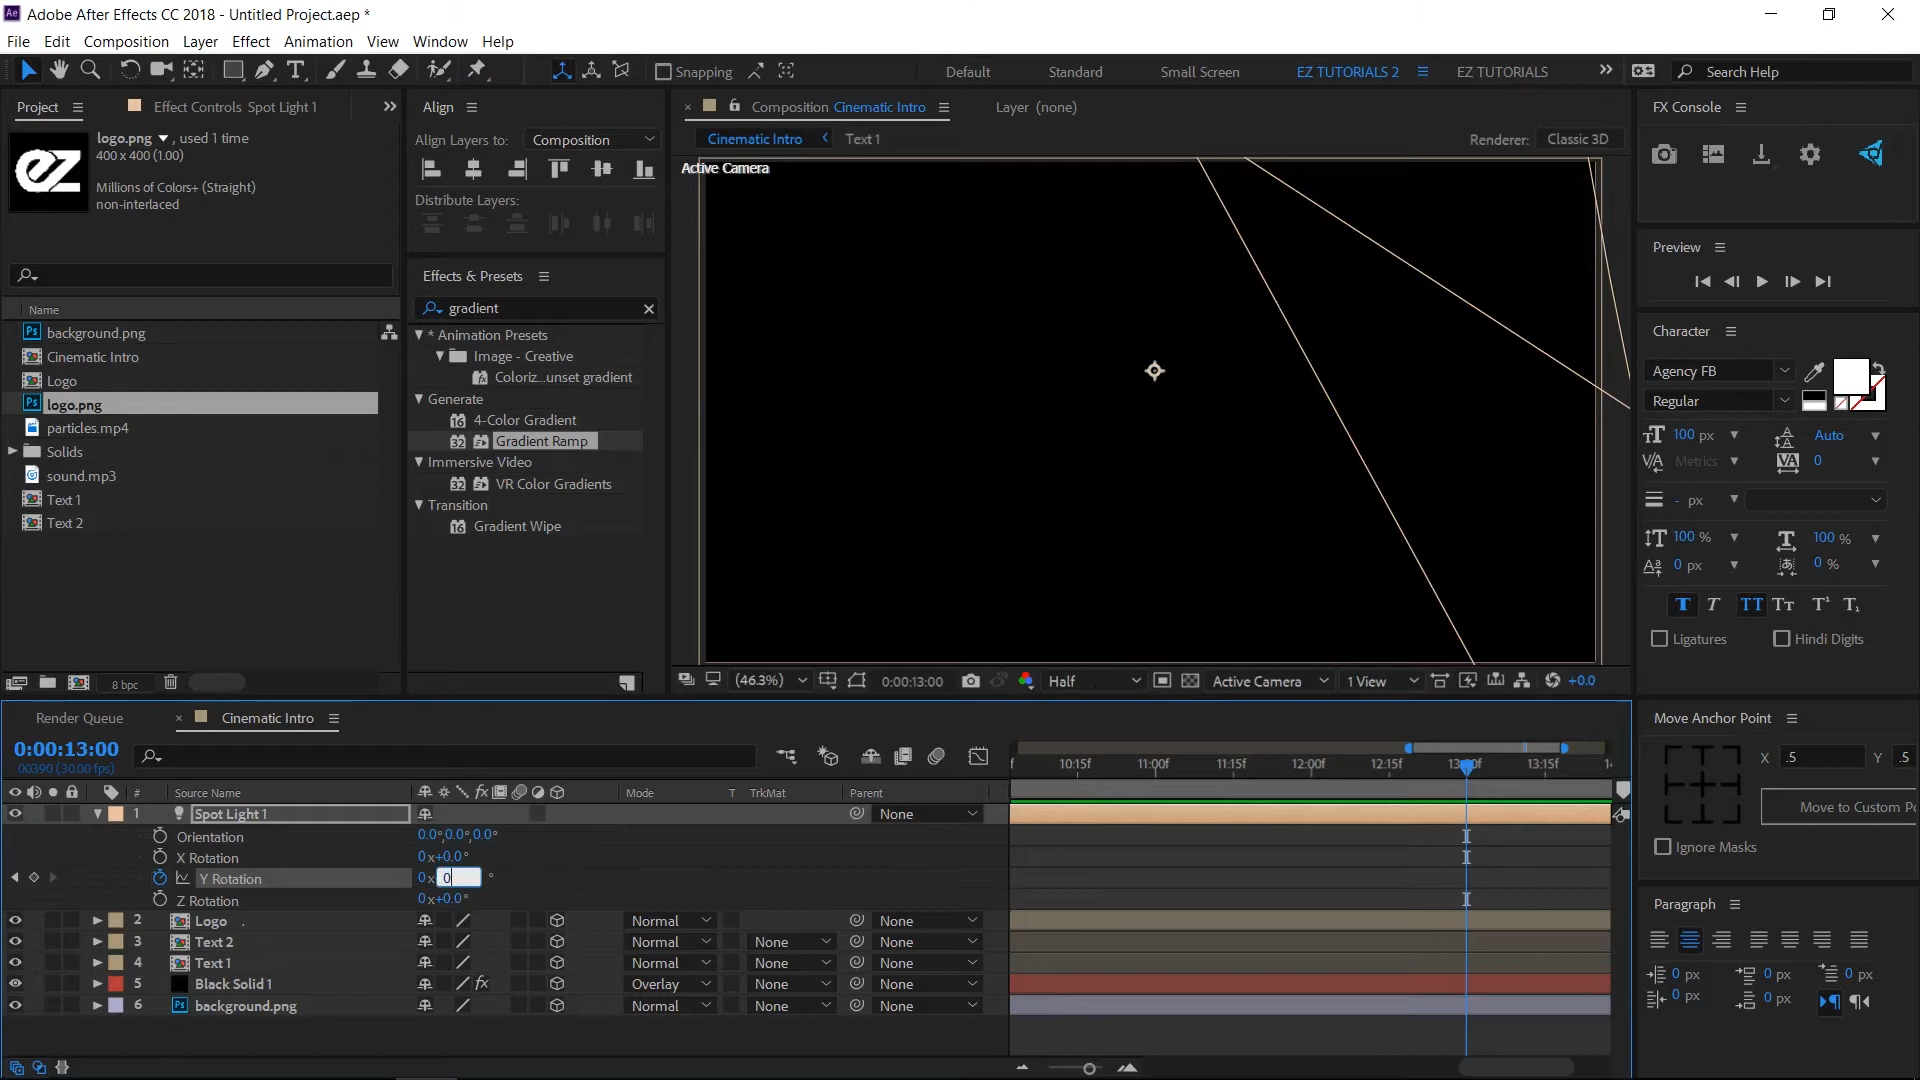 Adobe After Effects CC 2018 - Untitled Project.aep *
File Edit Composition Layer Effect Animation View Window Help
Snapping Default Standard Small Screen EZ TUTORIALS 2 EZ TUTORIALS Search Help
Project Effect Controls Spot Light 1
logo.png , used 1 time
400 x 400 (1.00)
Millions of Colors+ (Straight)
non-interlaced
ez
Name
background.png
Cinematic Intro
Logo
logo.png
particles.mp4
Solids
sound.mp3
Text 1
Text 2
8 bpc
Align
Align Layers to: Composition
Distribute Layers:
Effects & Presets
gradient
* Animation Presets
Image - Creative
Coloriz...unset gradient
Generate
4-Color Gradient
Gradient Ramp
Immersive Video
VR Color Gradients
Transition
Gradient Wipe
Composition Cinematic Intro Layer (none)
Cinematic Intro Text 1 Renderer: Classic 3D
Active Camera
(46.3%) 0:00:13:00 Half Active Camera 1 View +0.0
FX Console
Preview
Character
Agency FB
Regular
100 px Auto
Metrics 0
- px
100 % 100 %
0 px 0 %
T T TT Tt T¹ T₁
Ligatures Hindi Digits
Render Queue Cinematic Intro
0:00:13:00
00390 (30.00 fps)
f 10:15f 11:00f 11:15f 12:00f 12:15f 13:15f
# Source Name Mode T TrkMat Parent
1 Spot Light 1 None
Orientation 0.0°,0.0°,0.0°
X Rotation 0x+0.0°
Y Rotation 0x 0 °
Z Rotation 0x+0.0°
2 Logo Normal None
3 Text 2 Normal None None
4 Text 1 Normal None None
5 Black Solid 1 Overlay None None
6 background.png Normal None None
Move Anchor Point
X .5 Y .5
Move to Custom Po
Ignore Masks
Paragraph
0 px 0 px 0 px
0 px 0 px